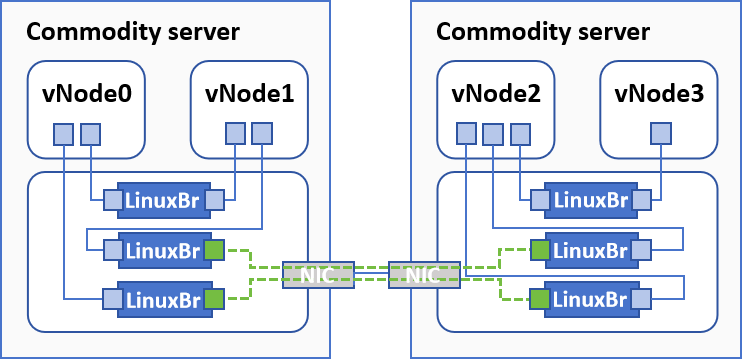 Commodity server
Commodity server
vNode0
vNode1
vNode2
vNode3
LinuxBr
LinuxBr
LinuxBr
LinuxBr
NIC
NIC
LinuxBr
LinuxBr